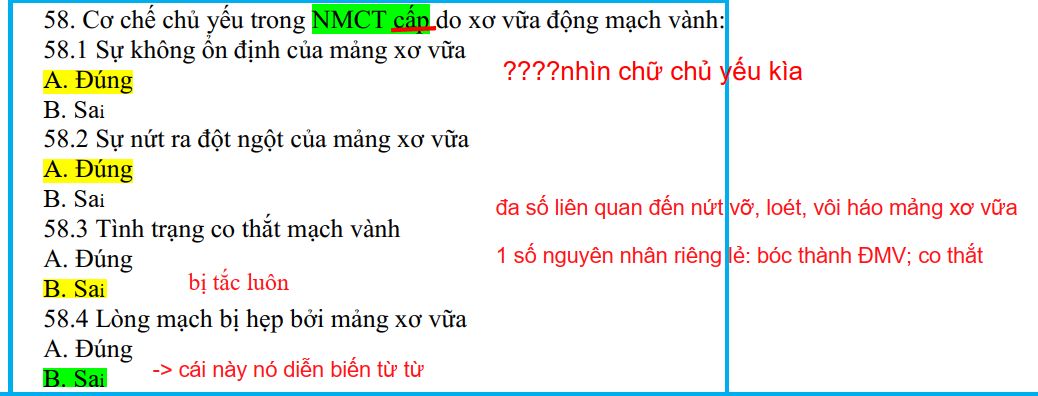 58. Cơ chế chủ yếu trong NMCT cấp do xơ vữa động mạch vành:
58.1 Sự không ổn định của mảng xơ vữa
????nhìn chữ chủ yếu kìa
A. Đúng
B. Sai
58.2 Sự nứt ra đột ngột của mảng xơ vữa
A. Đúng
B. Sai
đa số liên quan đến nứt vỡ, loét, vôi háo mảng xơ vữa
58.3 Tình trạng co thắt mạch vành
A. Đúng
1 số nguyên nhân riêng lẻ: bóc thành ĐMV; co thắt
B. Sai
bị tắc luôn
58.4 Lòng mạch bị hẹp bởi mảng xơ vữa
A. Đúng
B. Sai
-> cái này nó diễn biến từ từ